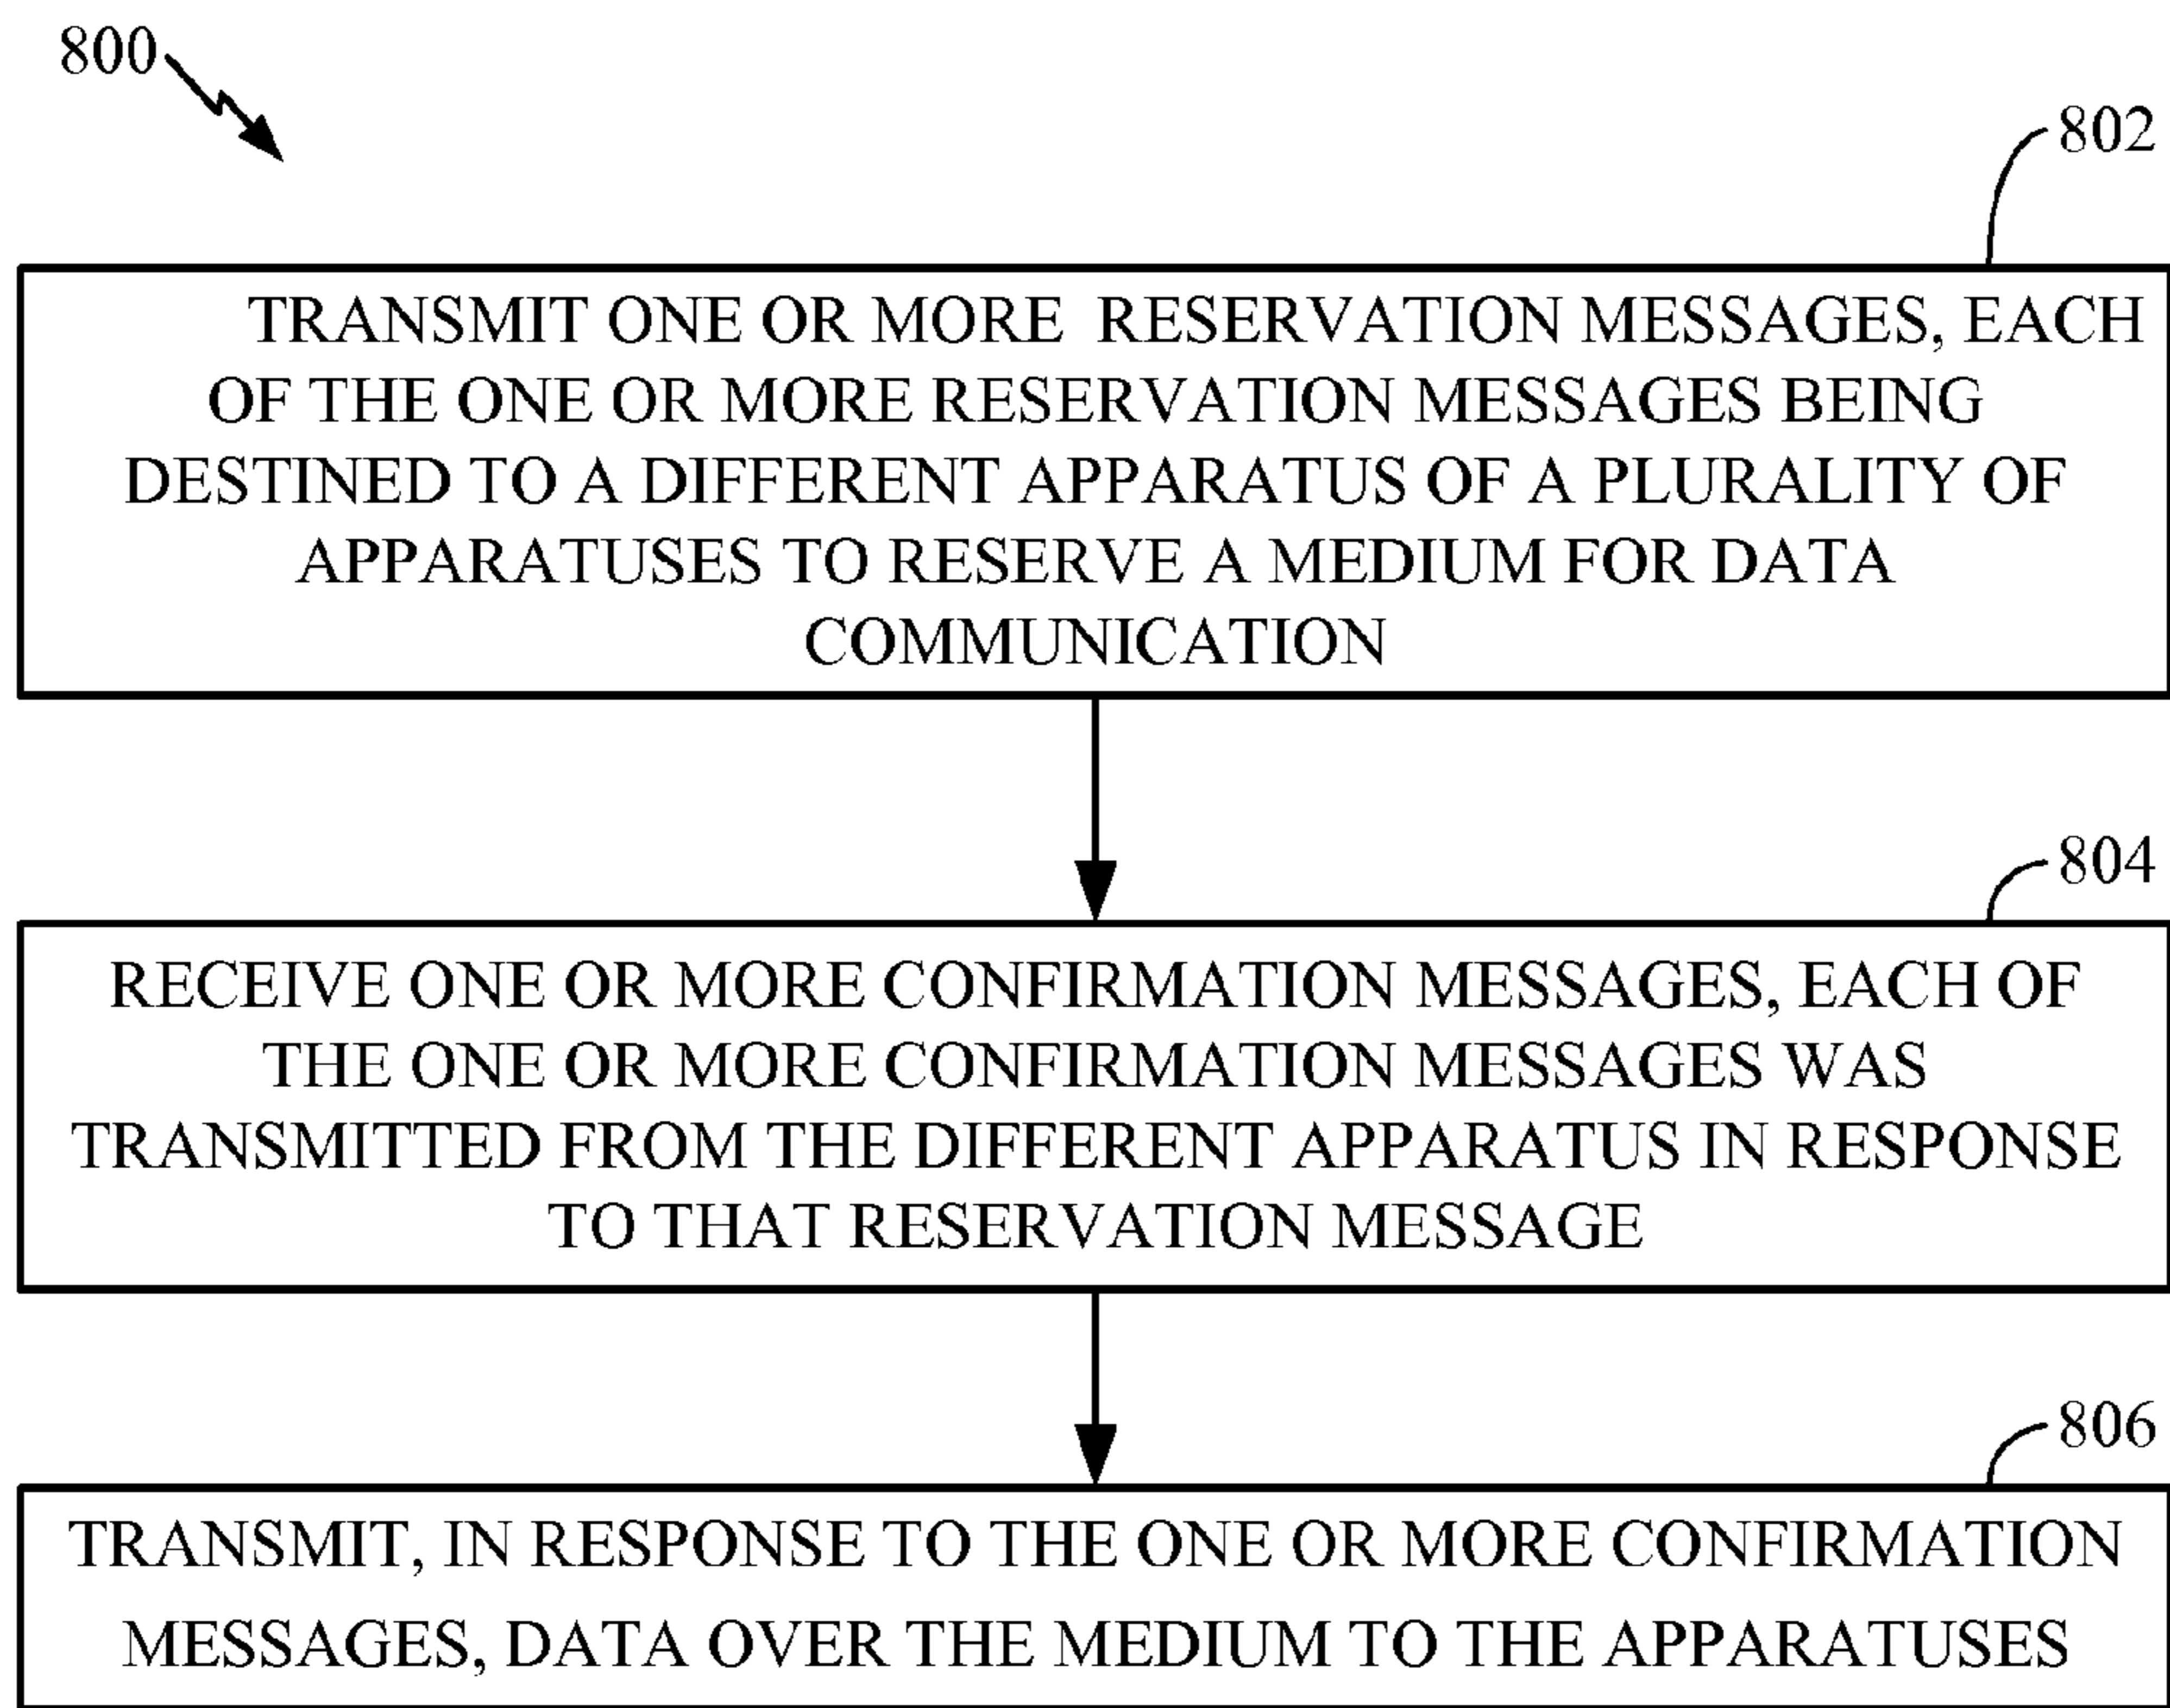 800
802
TRANSMIT ONE OR MORE RESERVATION MESSAGES, EACH
OF THE ONE OR MORE RESERVATION MESSAGES BEING
DESTINED TO A DIFFERENT APPARATUS OF A PLURALITY OF
APPARATUSES TO RESERVE A MEDIUM FOR DATA
COMMUNICATION
804
RECEIVE ONE OR MORE CONFIRMATION MESSAGES, EACH OF
THE ONE OR MORE CONFIRMATION MESSAGES WAS
TRANSMITTED FROM THE DIFFERENT APPARATUS IN RESPONSE
TO THAT RESERVATION MESSAGE
806
TRANSMIT, IN RESPONSE TO THE ONE OR MORE CONFIRMATION
MESSAGES, DATA OVER THE MEDIUM TO THE APPARATUSES